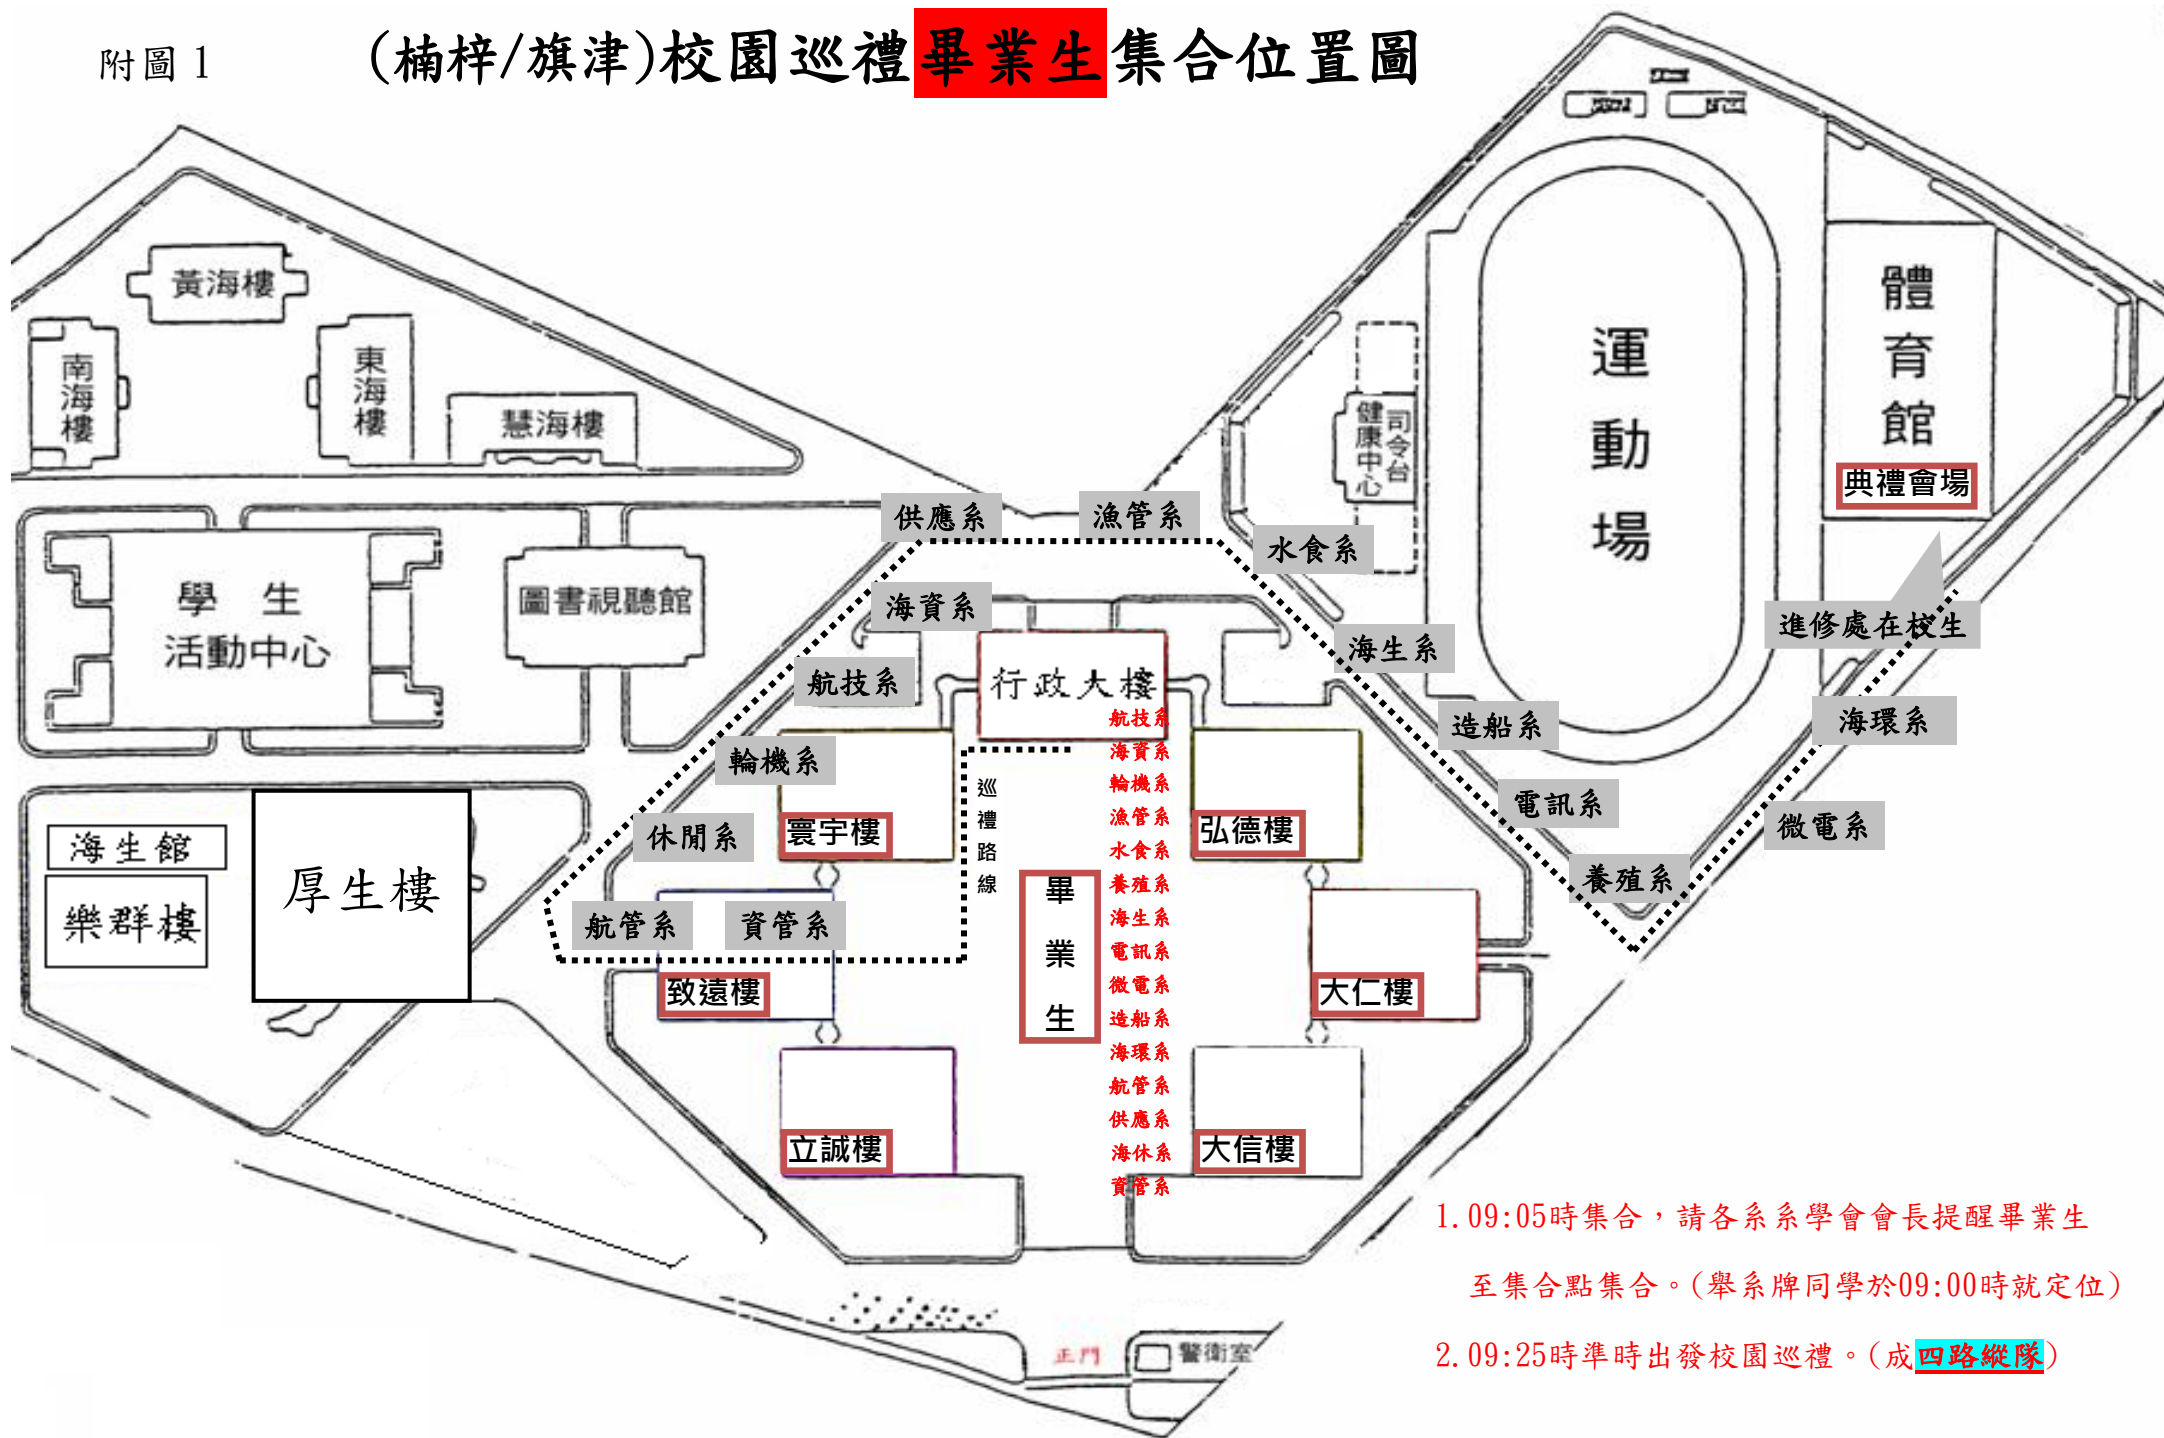 附圖 1
(楠梓/旗津)校園巡禮畢業生集合位置圖
黃海樓
南海樓
東海樓
慧海樓
運動場
體育館
典禮會場
司令台
健康中心
供應系
漁管系
水食系
學生
活動中心
圖書視聽館
海資系
進修處在校生
海生系
航技系
行政大樓
造船系
海環系
輪機系
電訊系
微電系
休閒系
養殖系
航管系
資管系
巡禮路線
寰宇樓
弘德樓
海生館
樂群樓
厚生樓
致遠樓
大仁樓
立誠樓
大信樓
畢業生
航技系
海資系
輪機系
漁管系
水食系
養殖系
海生系
電訊系
微電系
造船系
海環系
航管系
供應系
海休系
資管系
正門
警衛室
1.09:05時集合，請各系系學會會長提醒畢業生
至集合點集合。(舉系牌同學於09:00時就定位)
2.09:25時準時出發校園巡禮。(成四路縱隊)